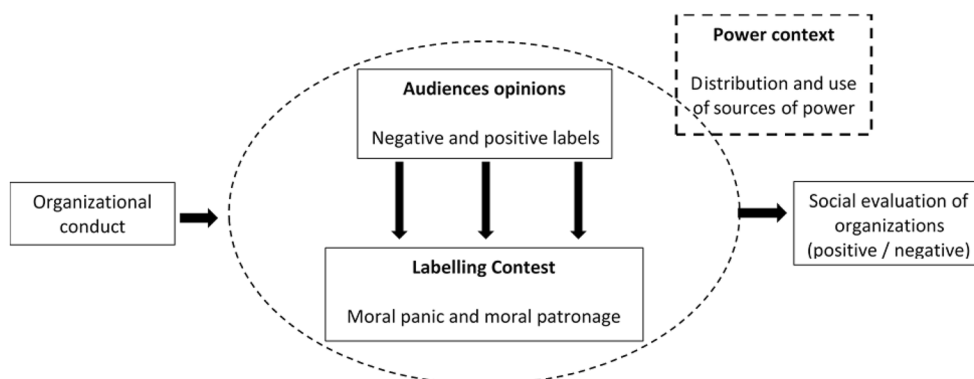 Power context
Distribution and use
of sources of power
Audiences opinions
Negative and positive labels
Organizational
conduct
Social evaluation of
organizations
(positive / negative)
Labelling Contest
Moral panic and moral patronage